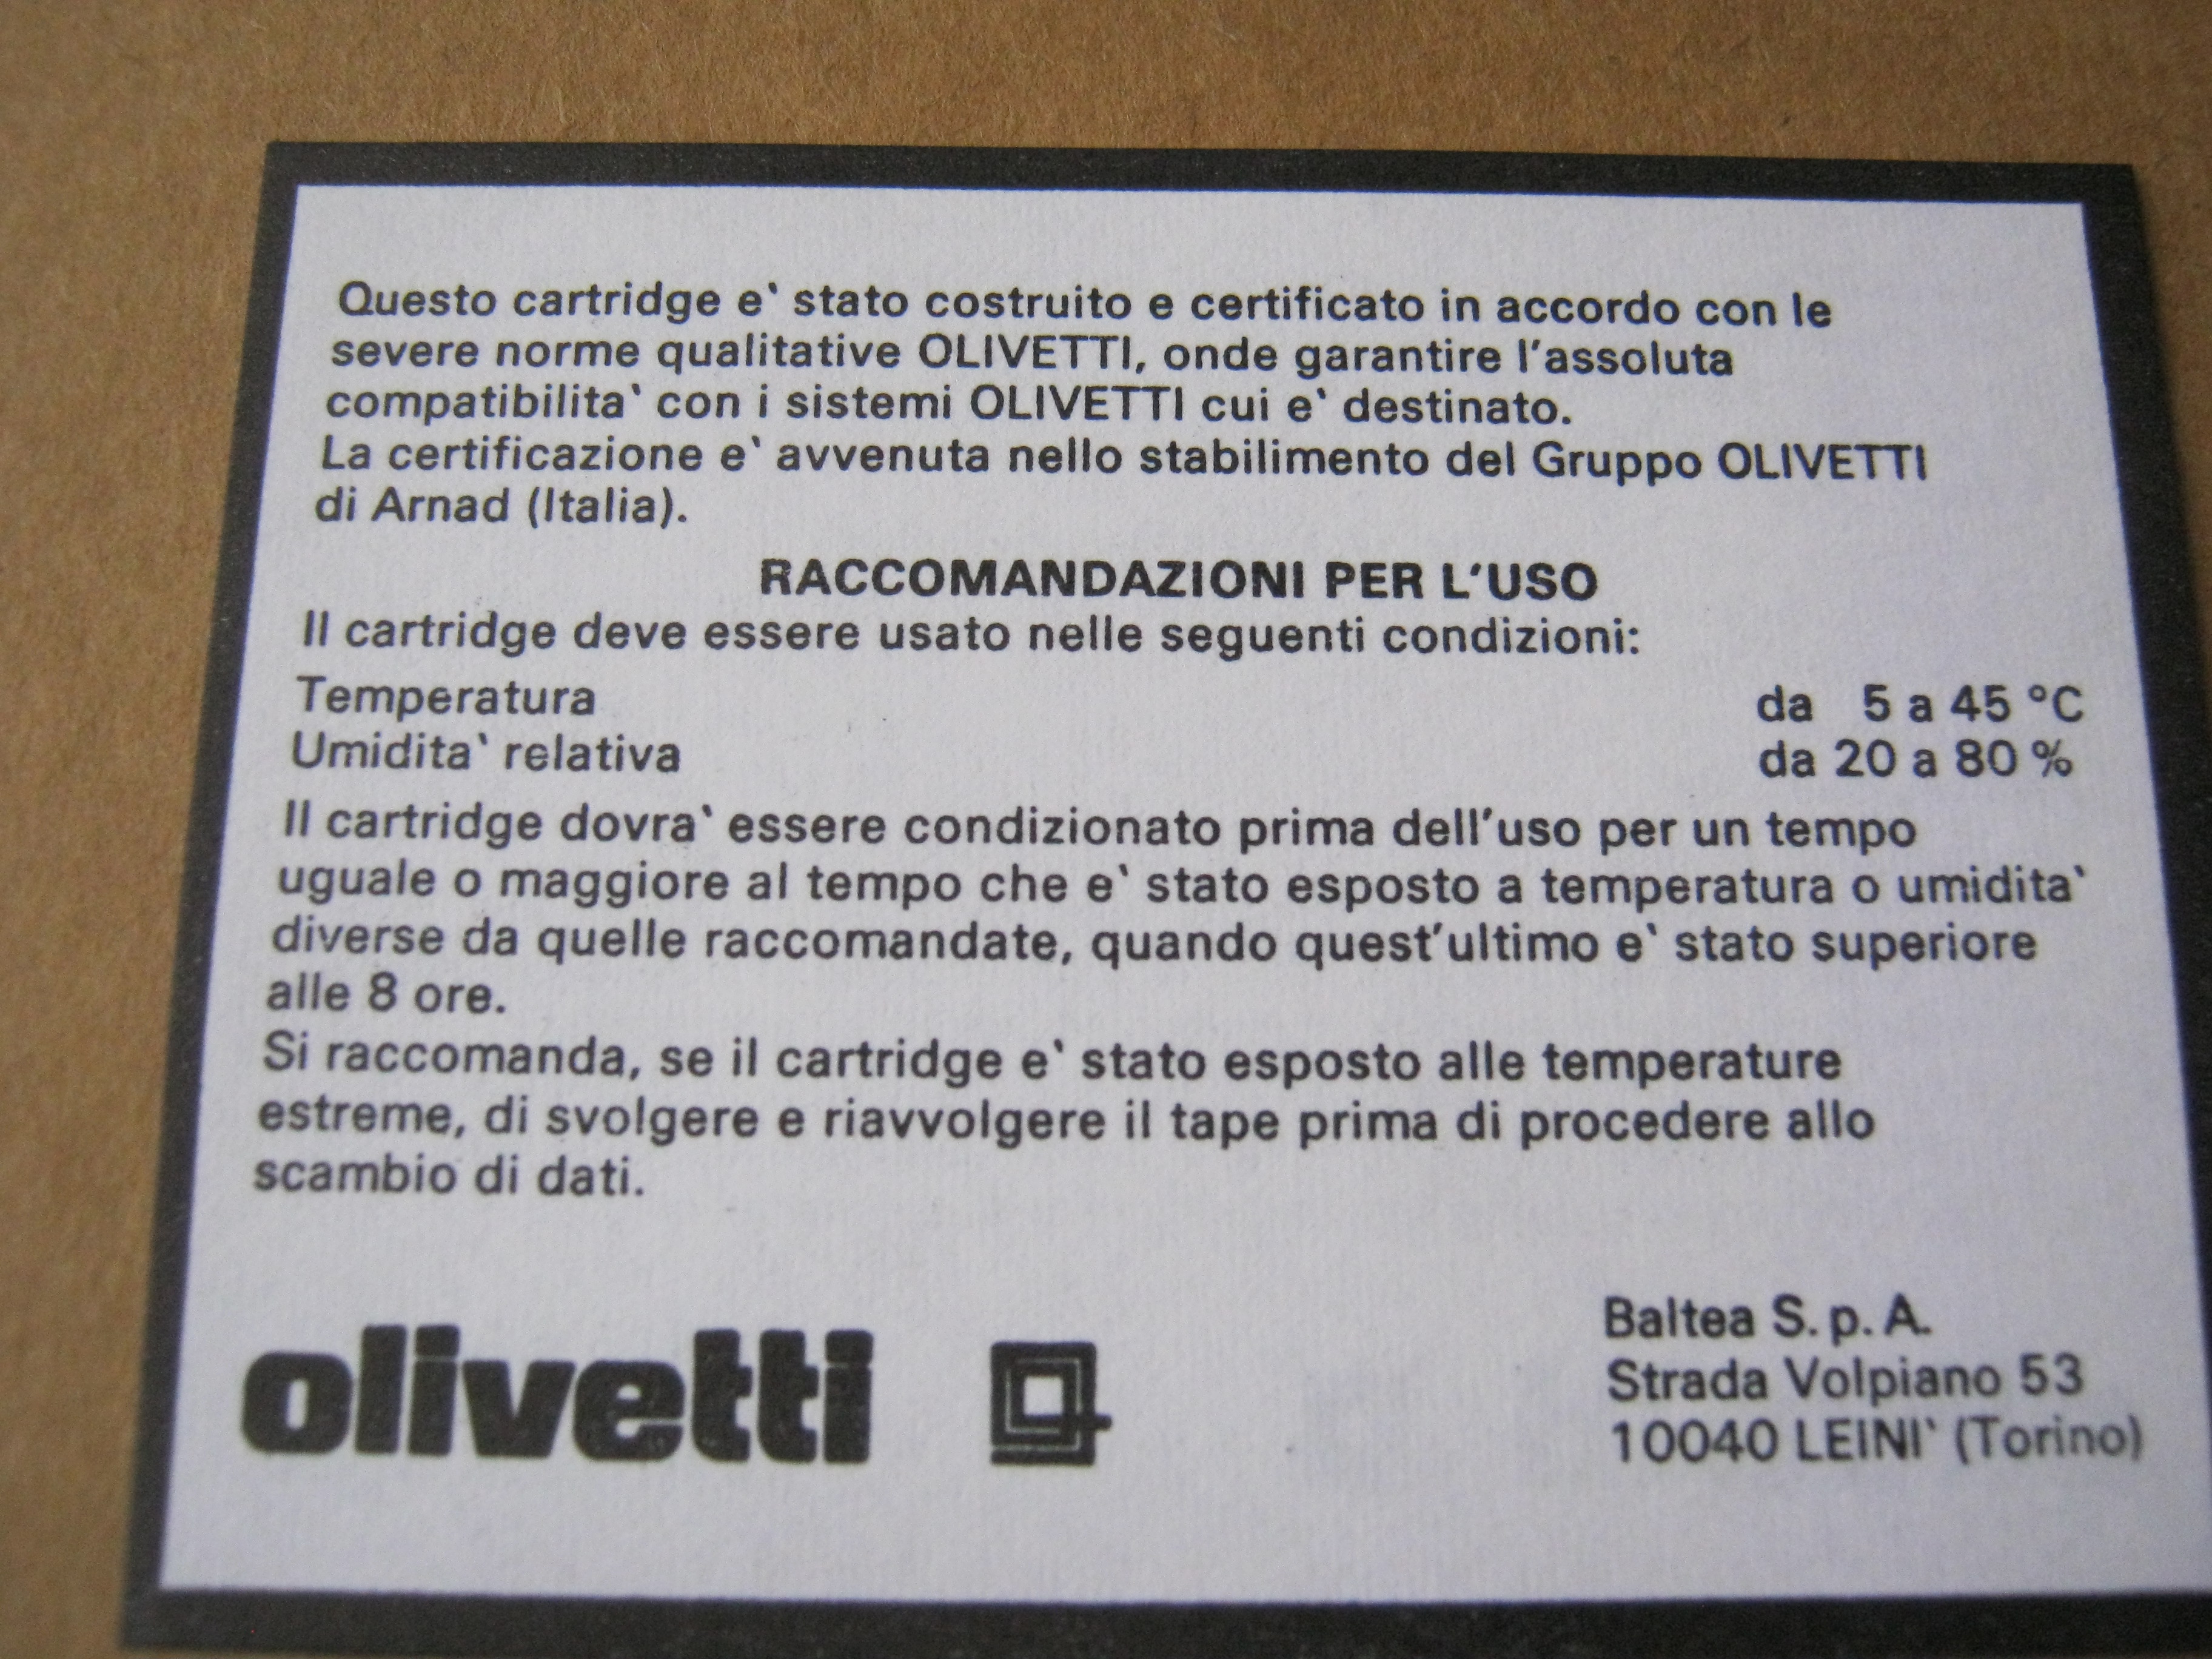 Questo cartridge e` stato costruito e certificato in accordo con le
severe norme qualitative OLIVETTI, onde garantire l'assoluta
compatibilita` con i sistemi OLIVETTI cui e` destinato.
La certificazione e` avvenuta nello stabilimento del Gruppo OLIVETTI
di Arnad (Italia).
RACCOMANDAZIONI PER L'USO
Il cartridge deve essere usato nelle seguenti condizioni:
Temperatura da 5 a 45 °C
Umidita` relativa da 20 a 80 %
Il cartridge dovra` essere condizionato prima dell'uso per un tempo
uguale o maggiore al tempo che e` stato esposto a temperatura o umidita`
diverse da quelle raccomandate, quando quest'ultimo e` stato superiore
alle 8 ore.
Si raccomanda, se il cartridge e` stato esposto alle temperature
estreme, di svolgere e riavvolgere il tape prima di procedere allo
scambio di dati.
olivetti
Baltea S. p. A.
Strada Volpiano 53
10040 LEINI` (Torino)